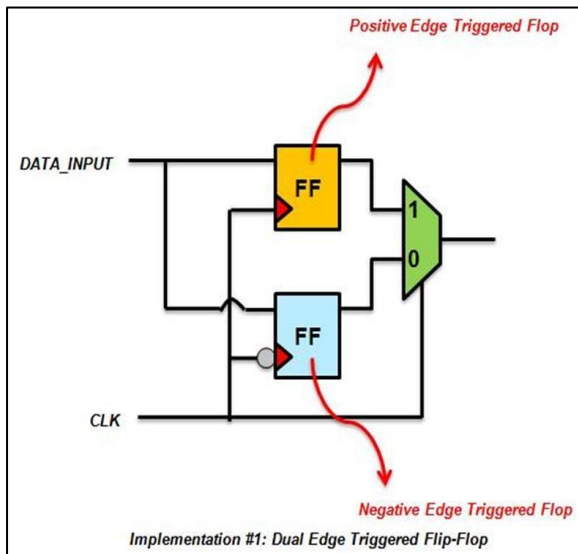 Positive Edge Triggered Flop
DATA_INPUT
FF
1
0
FF
CLK
Negative Edge Triggered Flop
Implementation #1: Dual Edge Triggered Flip-Flop